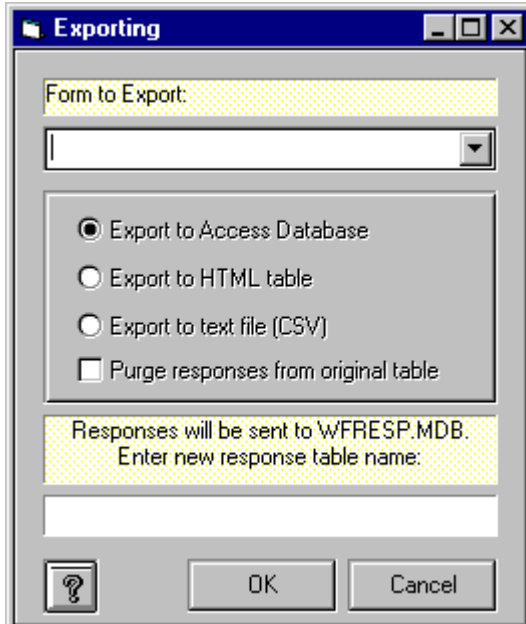 Exporting
Form to Export:
Export to Access Database
Export to HTML table
Export to text file (CSV)
Purge responses from original table
Responses will be sent to WFRESP.MDB.
Enter new response table name:
?
OK
Cancel